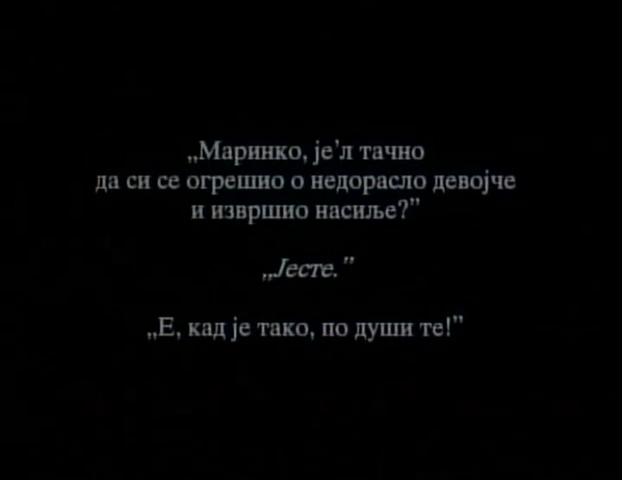 „Маринко, је’л тачно
да си се огрешио о недорасло девојче
и извршио насиље?”
„Јесте.”
„Е, кад је тако, по души те!”